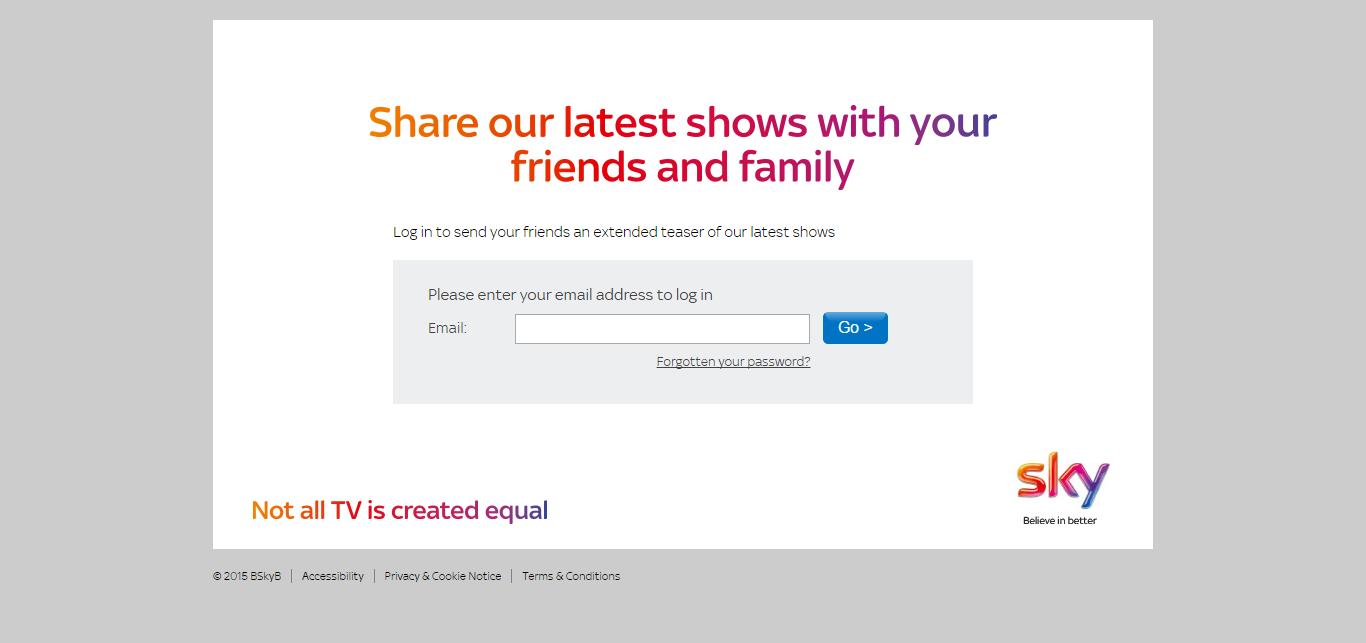 Share our latest shows with your
friends and family
Log in to send your friends an extended teaser of our latest shows
Please enter your email address to log in
Email:
Go >
Forgotten your password?
sky
Believe in better
Not all TV is created equal
© 2015 BSkyB
Accessibility
Privacy & Cookie Notice
Terms & Conditions